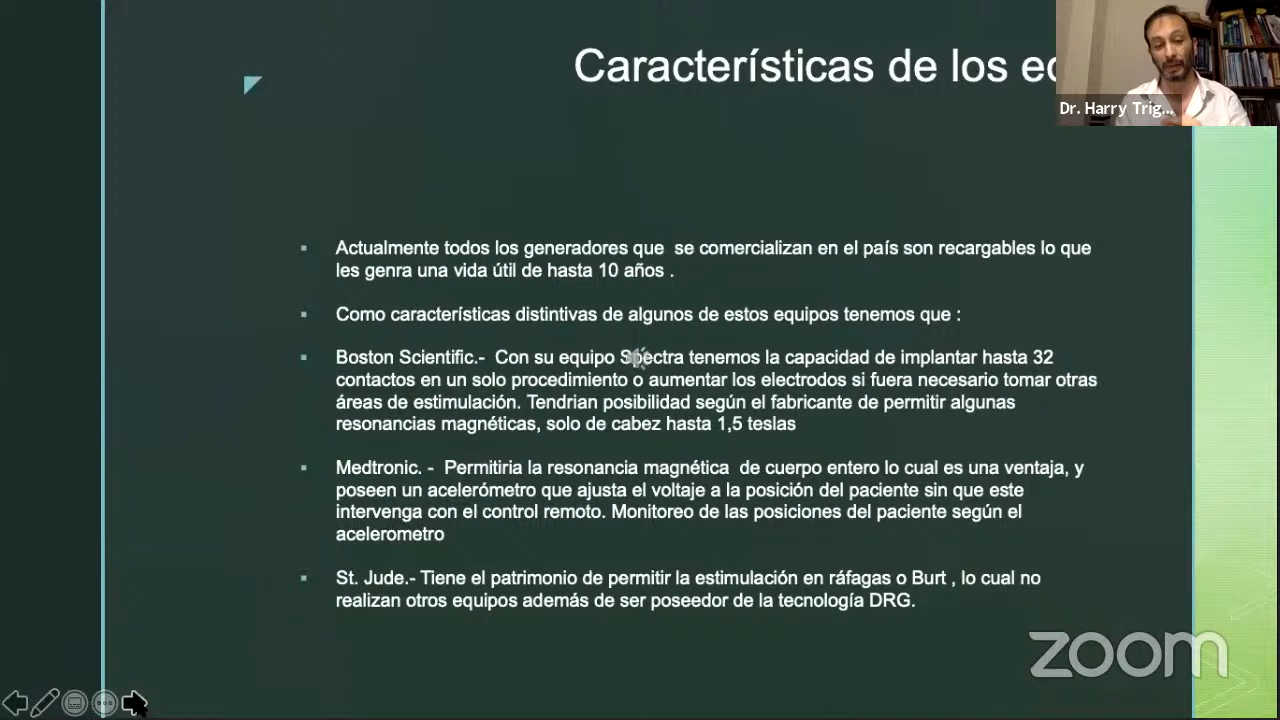 Características de los
Dr. Harry Trig...
Actualmente todos los generadores que se comercializan en el país son recargables lo que
les genra una vida útil de hasta 10 años .
Como características distintivas de algunos de estos equipos tenemos que :
Boston Scientific.- Con su equipo Spectra tenemos la capacidad de implantar hasta 32
contactos en un solo procedimiento o aumentar los electrodos si fuera necesario tomar otras
áreas de estimulación. Tendrian posibilidad según el fabricante de permitir algunas
resonancias magnéticas, solo de cabez hasta 1,5 teslas
Medtronic. - Permitiria la resonancia magnética de cuerpo entero lo cual es una ventaja, y
poseen un acelerómetro que ajusta el voltaje a la posición del paciente sin que este
intervenga con el control remoto. Monitoreo de las posiciones del paciente según el
acelerometro
St. Jude.- Tiene el patrimonio de permitir la estimulación en ráfagas o Burt , lo cual no
realizan otros equipos además de ser poseedor de la tecnología DRG.
zoom